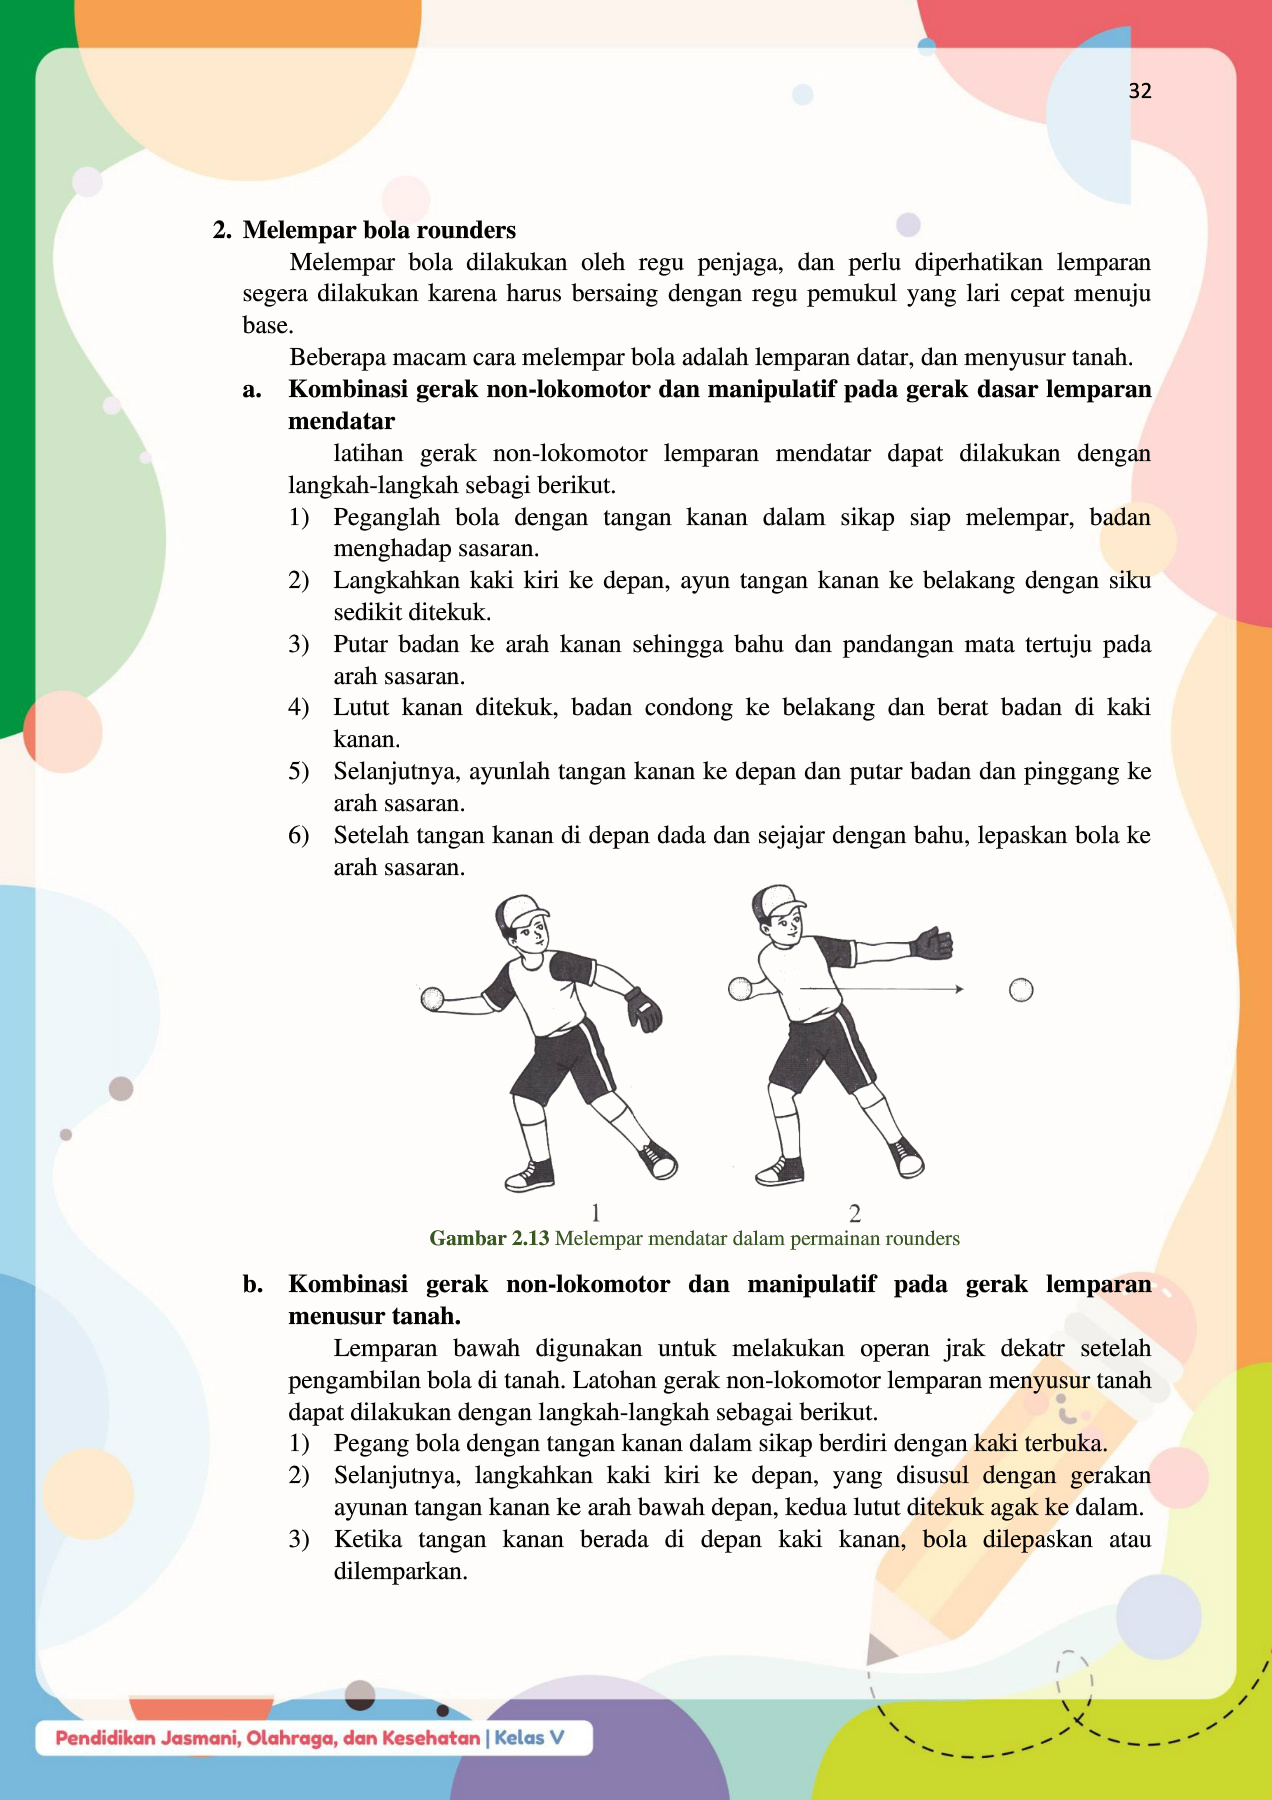 32
2. Melempar bola rounders
Melempar bola dilakukan oleh regu penjaga, dan perlu diperhatikan lemparan
segera dilakukan karena harus bersaing dengan regu pemukul yang lari cepat menuju
base.
Beberapa macam cara melempar bola adalah lemparan datar, dan menyusur tanah.
a. Kombinasi gerak non-lokomotor dan manipulatif pada gerak dasar lemparan
mendatar
latihan gerak non-lokomotor lemparan mendatar dapat dilakukan dengan
langkah-langkah sebagi berikut.
1) Peganglah bola dengan tangan kanan dalam sikap siap melempar, badan
menghadap sasaran.
2) Langkahkan kaki kiri ke depan, ayun tangan kanan ke belakang dengan siku
sedikit ditekuk.
3) Putar badan ke arah kanan sehingga bahu dan pandangan mata tertuju pada
arah sasaran.
4) Lutut kanan ditekuk, badan condong ke belakang dan berat badan di kaki
kanan.
5) Selanjutnya, ayunlah tangan kanan ke depan dan putar badan dan pinggang ke
arah sasaran.
6) Setelah tangan kanan di depan dada dan sejajar dengan bahu, lepaskan bola ke
arah sasaran.
1 2
Gambar 2.13 Melempar mendatar dalam permainan rounders
b. Kombinasi gerak non-lokomotor dan manipulatif pada gerak lemparan
menusur tanah.
Lemparan bawah digunakan untuk melakukan operan jrak dekatr setelah
pengambilan bola di tanah. Latohan gerak non-lokomotor lemparan menyusur tanah
dapat dilakukan dengan langkah-langkah sebagai berikut.
1) Pegang bola dengan tangan kanan dalam sikap berdiri dengan kaki terbuka.
2) Selanjutnya, langkahkan kaki kiri ke depan, yang disusul dengan gerakan
ayunan tangan kanan ke arah bawah depan, kedua lutut ditekuk agak ke dalam.
3) Ketika tangan kanan berada di depan kaki kanan, bola dilepaskan atau
dilemparkan.
Pendidikan Jasmani, Olahraga, dan Kesehatan | Kelas V